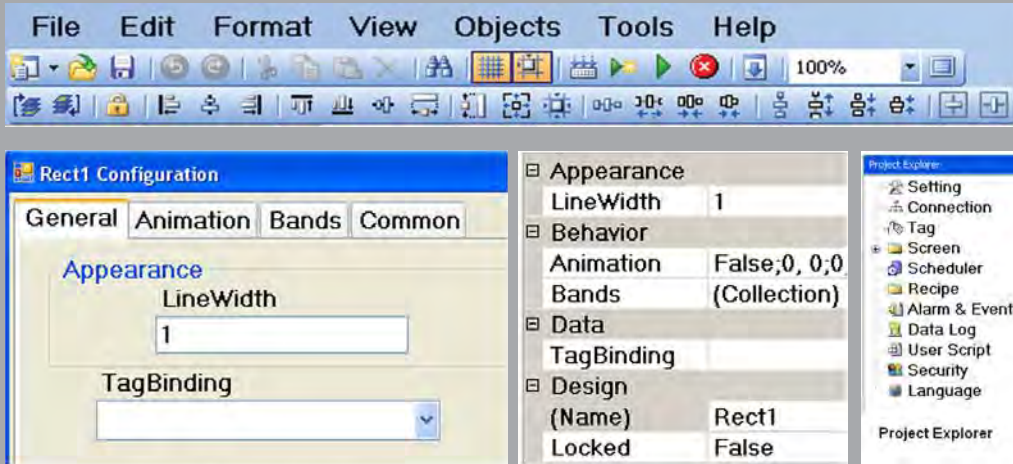 File Edit Format View Objects Tools Help
100%
Rect1 Configuration
General Animation Bands Common
Appearance
LineWidth
1
TagBinding
Appearance
LineWidth 1
Behavior
Animation False;0, 0;0
Bands (Collection)
Data
TagBinding
Design
(Name) Rect1
Locked False
Project Explorer
Setting
Connection
Tag
Screen
Scheduler
Recipe
Alarm & Event
Data Log
User Script
Security
Language
Project Explorer